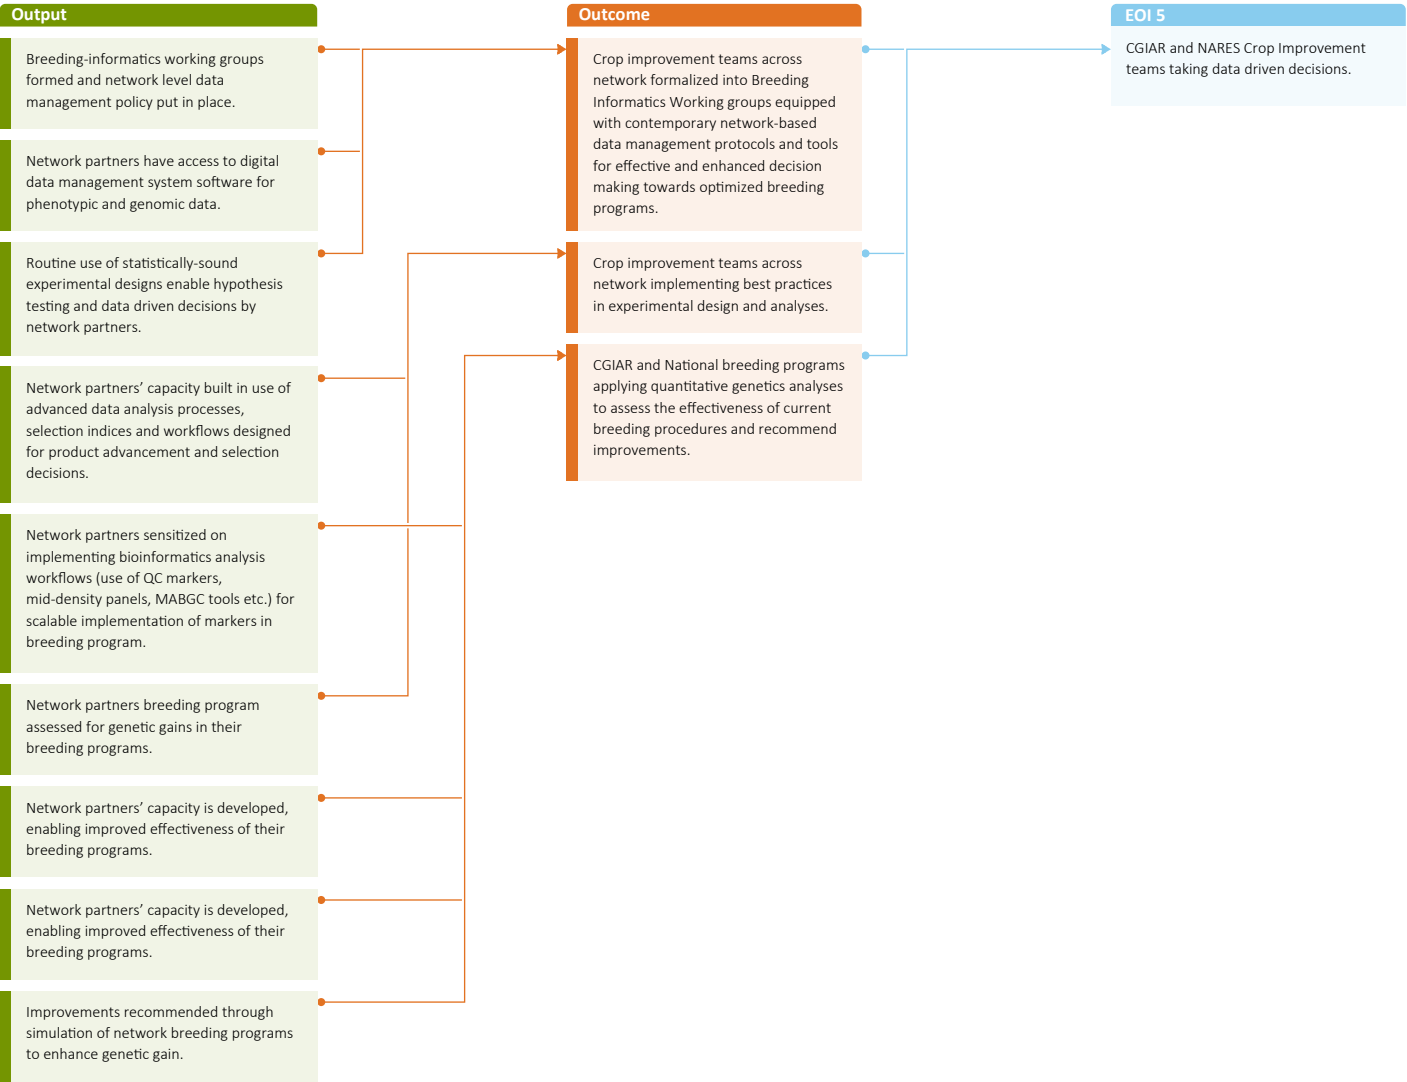 Output
Breeding-informatics working groups
formed and network level data
management policy put in place.
Network partners have access to digital
data management system software for
phenotypic and genomic data.
Routine use of statistically-sound
experimental designs enable hypothesis
testing and data driven decisions by
network partners.
Network partners’ capacity built in use of
advanced data analysis processes,
selection indices and workflows designed
for product advancement and selection
decisions.
Network partners sensitized on
implementing bioinformatics analysis
workflows (use of QC markers,
mid-density panels, MABGC tools etc.) for
scalable implementation of markers in
breeding program.
Network partners breeding program
assessed for genetic gains in their
breeding programs.
Network partners’ capacity is developed,
enabling improved effectiveness of their
breeding programs.
Network partners’ capacity is developed,
enabling improved effectiveness of their
breeding programs.
Improvements recommended through
simulation of network breeding programs
to enhance genetic gain.
Outcome
Crop improvement teams across
network formalized into Breeding
Informatics Working groups equipped
with contemporary network-based
data management protocols and tools
for effective and enhanced decision
making towards optimized breeding
programs.
Crop improvement teams across
network implementing best practices
in experimental design and analyses.
CGIAR and National breeding programs
applying quantitative genetics analyses
to assess the effectiveness of current
breeding procedures and recommend
improvements.
EOI 5
CGIAR and NARES Crop Improvement
teams taking data driven decisions.